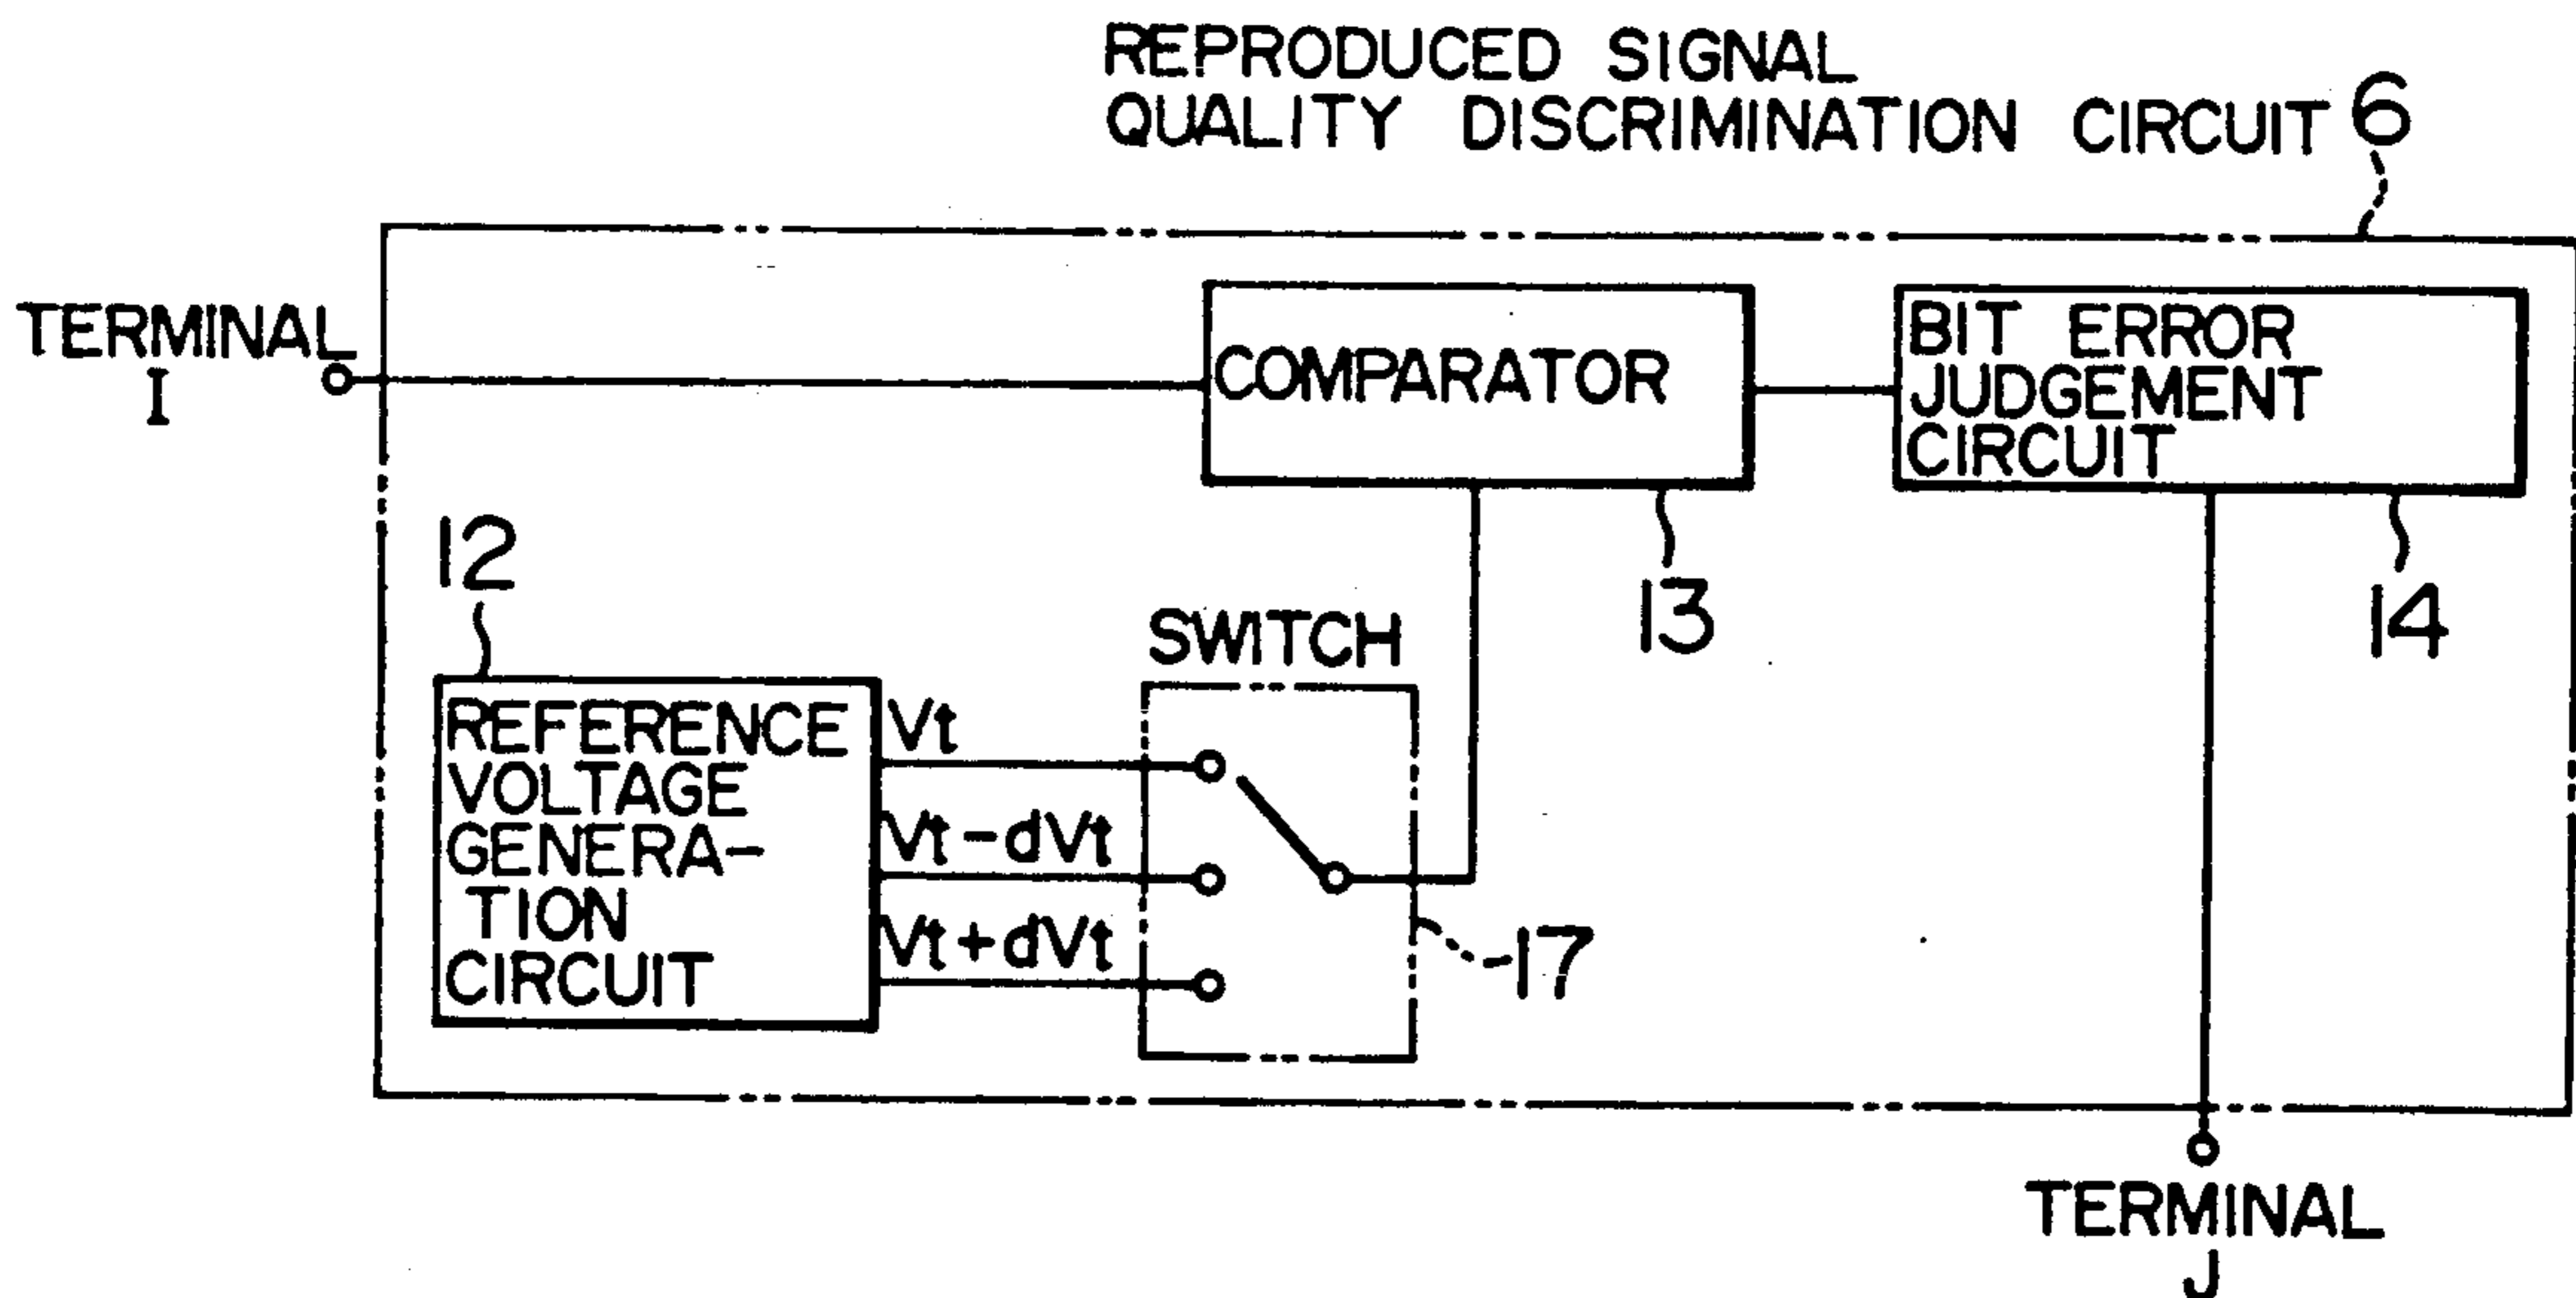 REPRODUCED SIGNAL
QUALITY DISCRIMINATION CIRCUIT 6
TERMINAL
I
COMPARATOR
BIT ERROR
JUDGEMENT
CIRCUIT
12
13
14
SWITCH
REFERENCE
VOLTAGE
GENERA-
TION
CIRCUIT
Vt
Vt-dVt
Vt+dVt
17
TERMINAL
J